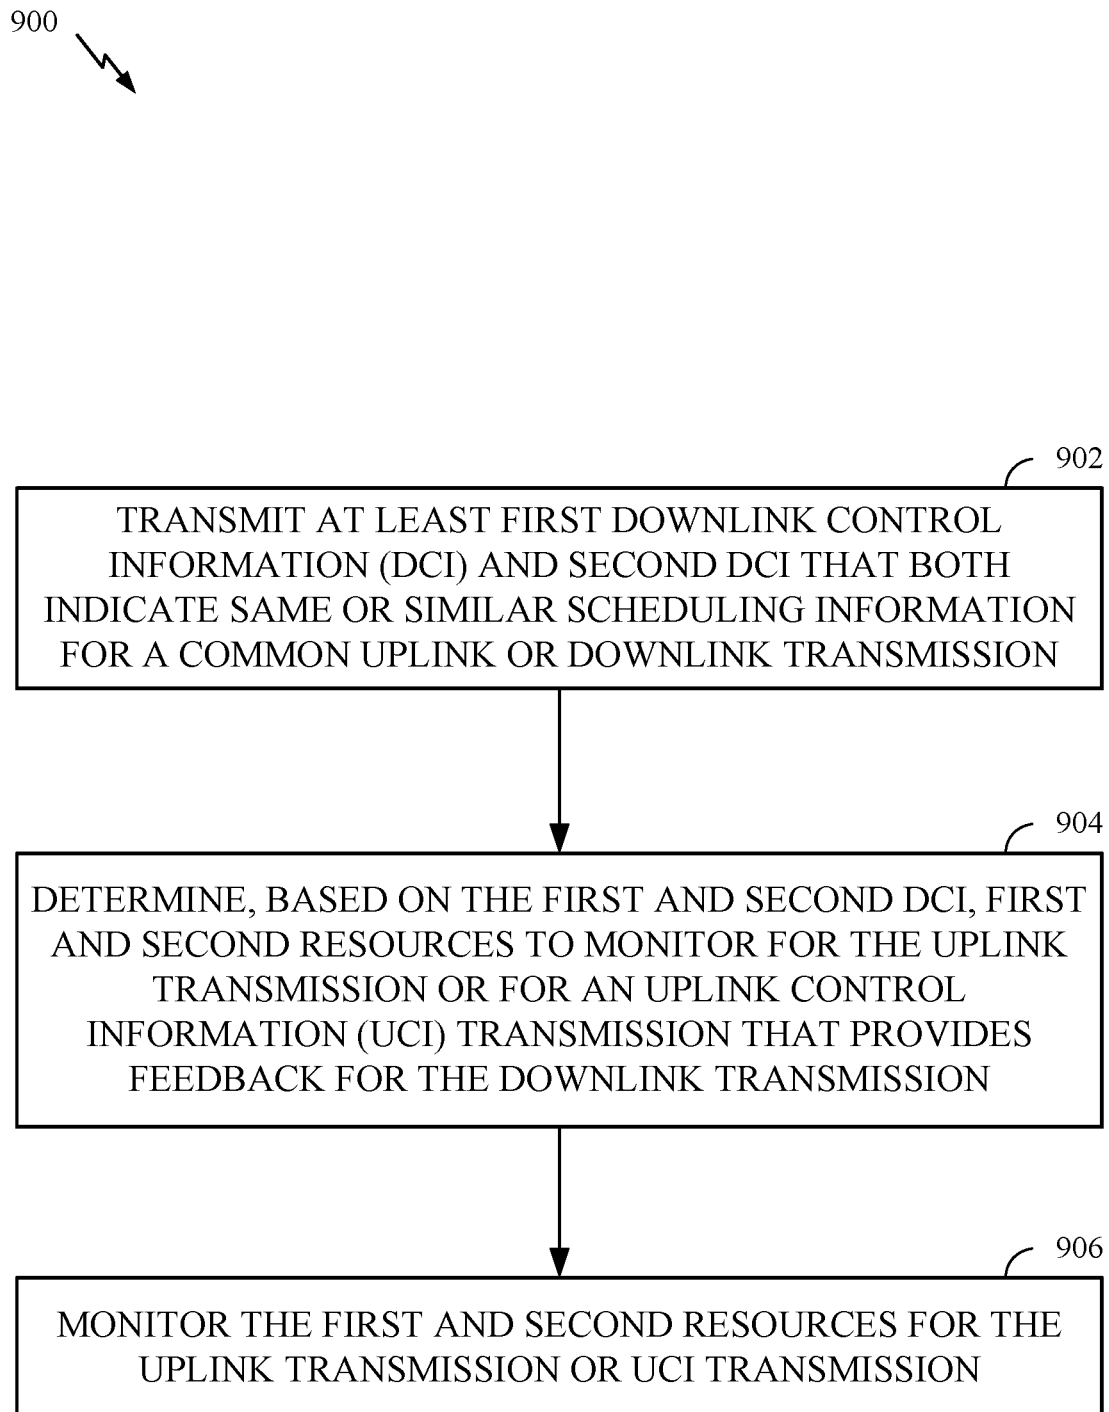 900
902
TRANSMIT AT LEAST FIRST DOWNLINK CONTROL
INFORMATION (DCI) AND SECOND DCI THAT BOTH
INDICATE SAME OR SIMILAR SCHEDULING INFORMATION
FOR A COMMON UPLINK OR DOWNLINK TRANSMISSION
904
DETERMINE, BASED ON THE FIRST AND SECOND DCI, FIRST
AND SECOND RESOURCES TO MONITOR FOR THE UPLINK
TRANSMISSION OR FOR AN UPLINK CONTROL
INFORMATION (UCI) TRANSMISSION THAT PROVIDES
FEEDBACK FOR THE DOWNLINK TRANSMISSION
906
MONITOR THE FIRST AND SECOND RESOURCES FOR THE
UPLINK TRANSMISSION OR UCI TRANSMISSION